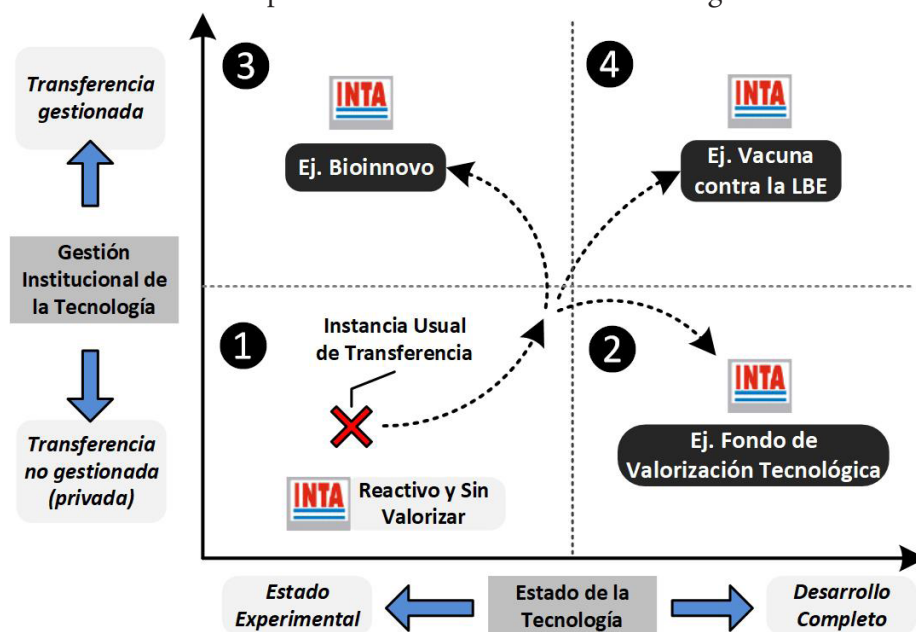 3
4
Transferencia
gestionada
INTA
INTA
Ej. Bioinnovo
Ej. Vacuna
contra la LBE
Gestión
Institucional de
la Tecnología
1
Instancia Usual
de Transferencia
2
INTA
Transferencia
no gestionada
(privada)
Ej. Fondo de
Valorización Tecnológica
INTA
Reactivo y Sin
Valorizar
Estado
Experimental
Estado de la
Tecnología
Desarrollo
Completo